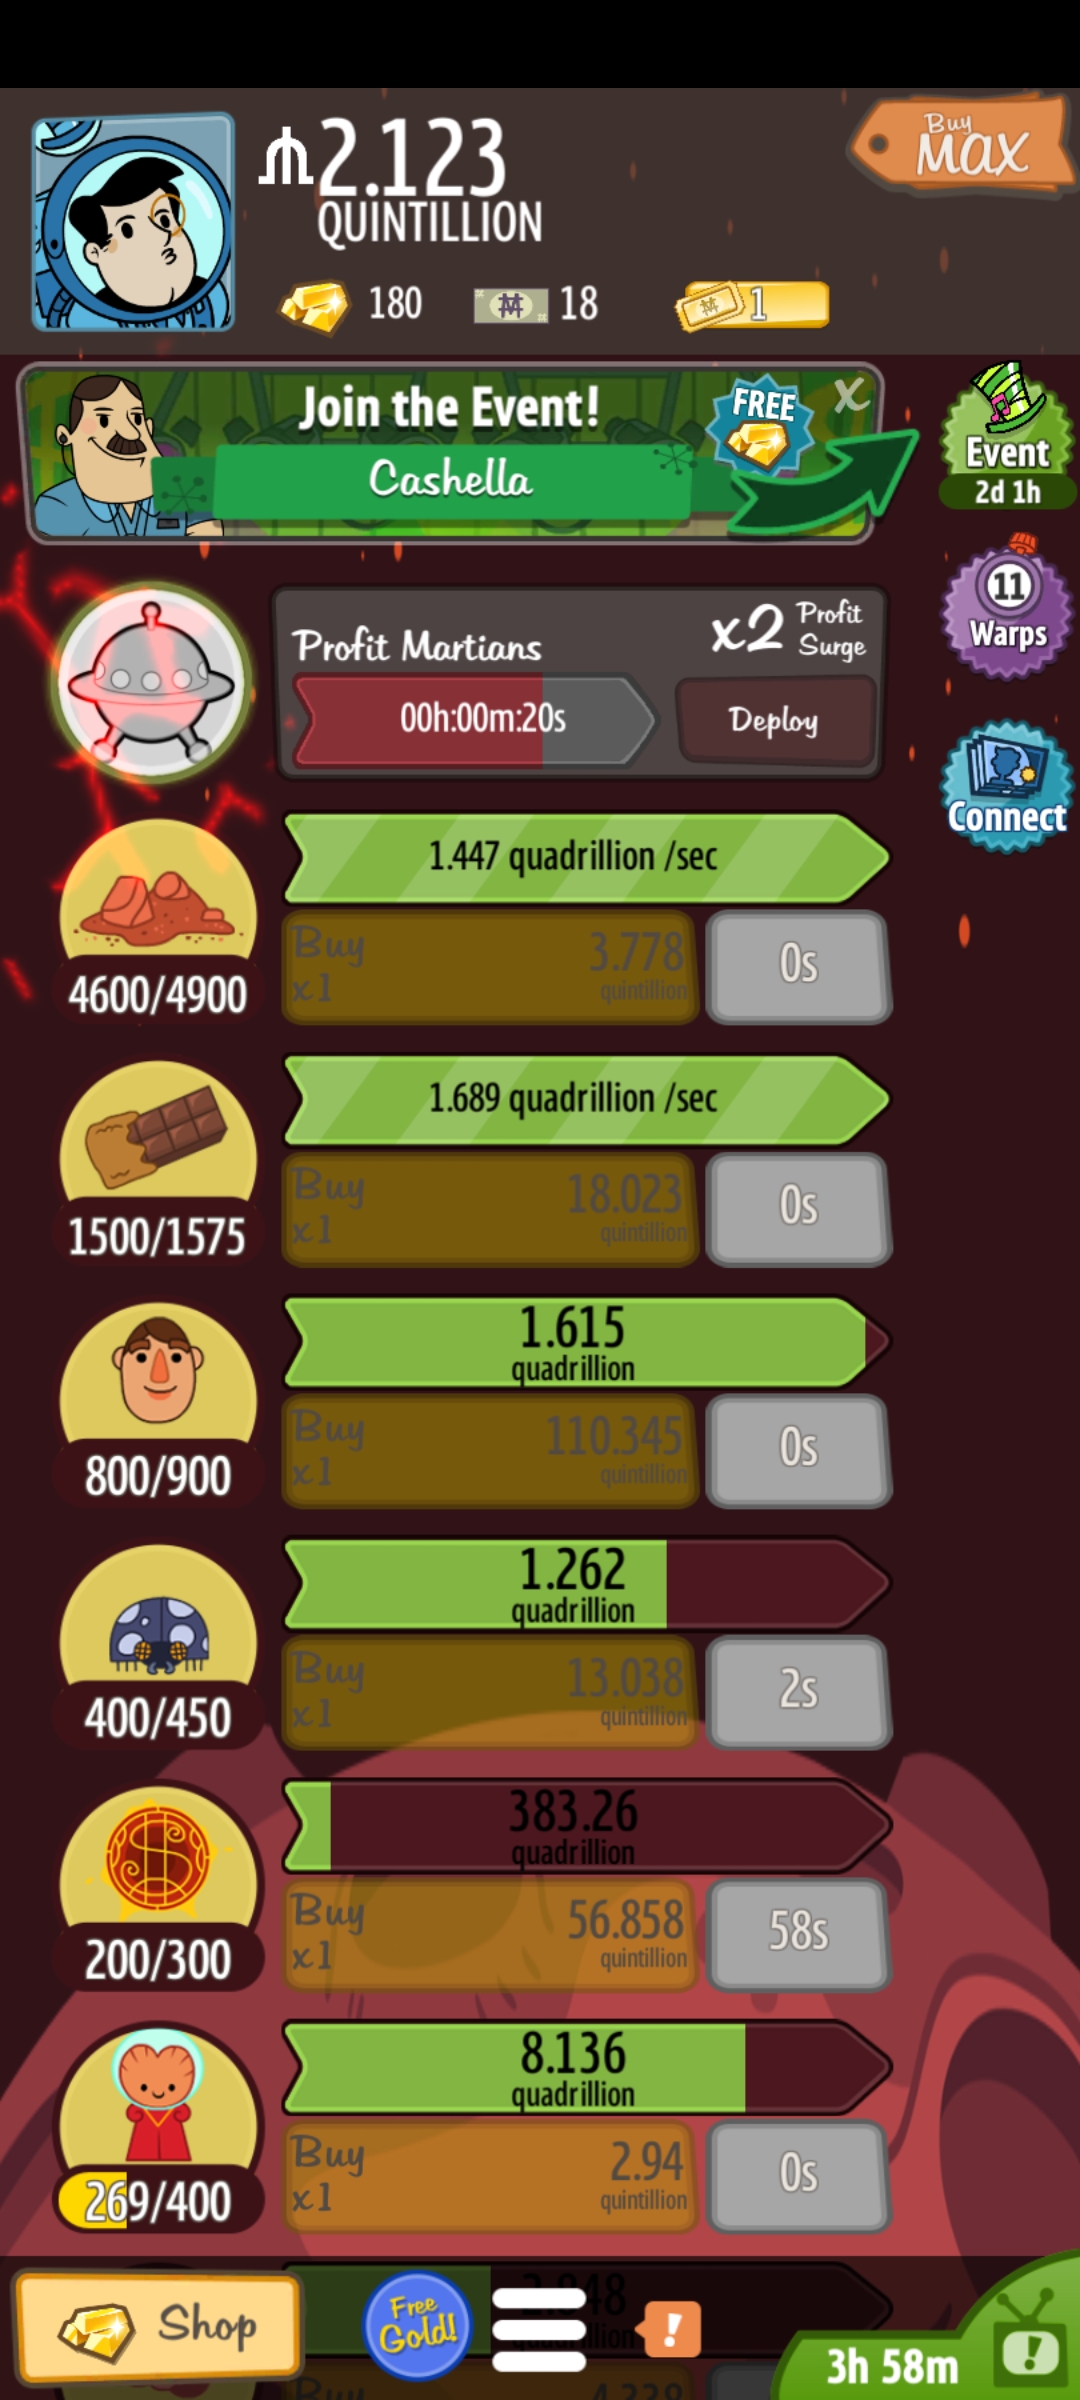 2.123
QUINTILLION
Buy
MAX
180
18
1
Join the Event!
FREE
X
Cashella
Event
2d 1h
11
Warps
Connect
Profit Martians
x2 Profit
Surge
00h:00m:20s
Deploy
1.447 quadrillion /sec
Buy
x1
3.778
quintillion
0s
4600/4900
1.689 quadrillion /sec
Buy
x1
18.023
quintillion
0s
1500/1575
1.615
quadrillion
Buy
x1
110.345
quintillion
0s
800/900
1.262
quadrillion
Buy
x1
13.038
quintillion
2s
400/450
383.26
quadrillion
Buy
x1
56.858
quintillion
58s
200/300
8.136
quadrillion
Buy
x1
2.94
quintillion
0s
269/400
Shop
Free
Gold!
!
3h 58m
!
Buy